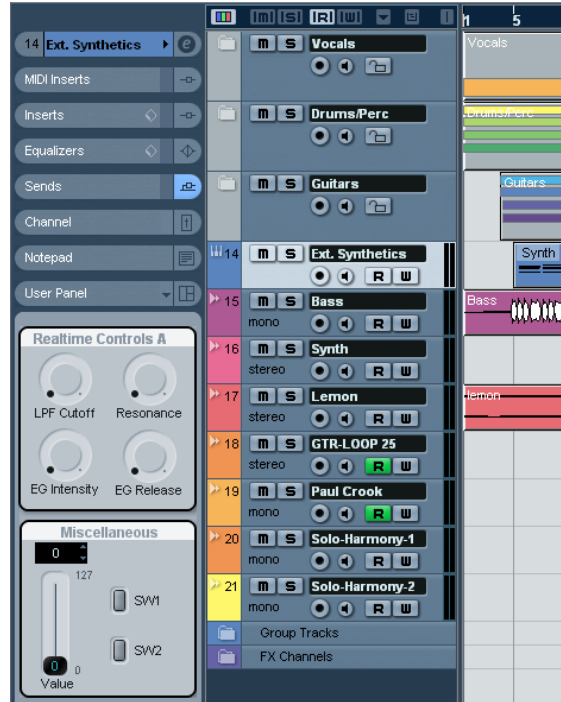 m S R W
1 5
14 Ext. Synthetics e
MIDI Inserts
Inserts
Equalizers
Sends
Channel
Notepad
User Panel
Realtime Controls A
LPF Cutoff Resonance
EG Intensity EG Release
Miscellaneous
0
127
SW1
SW2
0 0
Value
m S Vocals
m S Drums/Perc
m S Guitars
14 m S Ext. Synthetics
R W
15 m S Bass
mono R W
16 m S Synth
stereo R W
17 m S Lemon
stereo R W
18 m S GTR-LOOP 25
stereo R W
19 m S Paul Crook
mono R W
20 m S Solo-Harmony-1
mono R W
21 m S Solo-Harmony-2
mono R W
Group Tracks
FX Channels
Vocals
Drums/Perc
Guitars
Synth
Bass
lemon